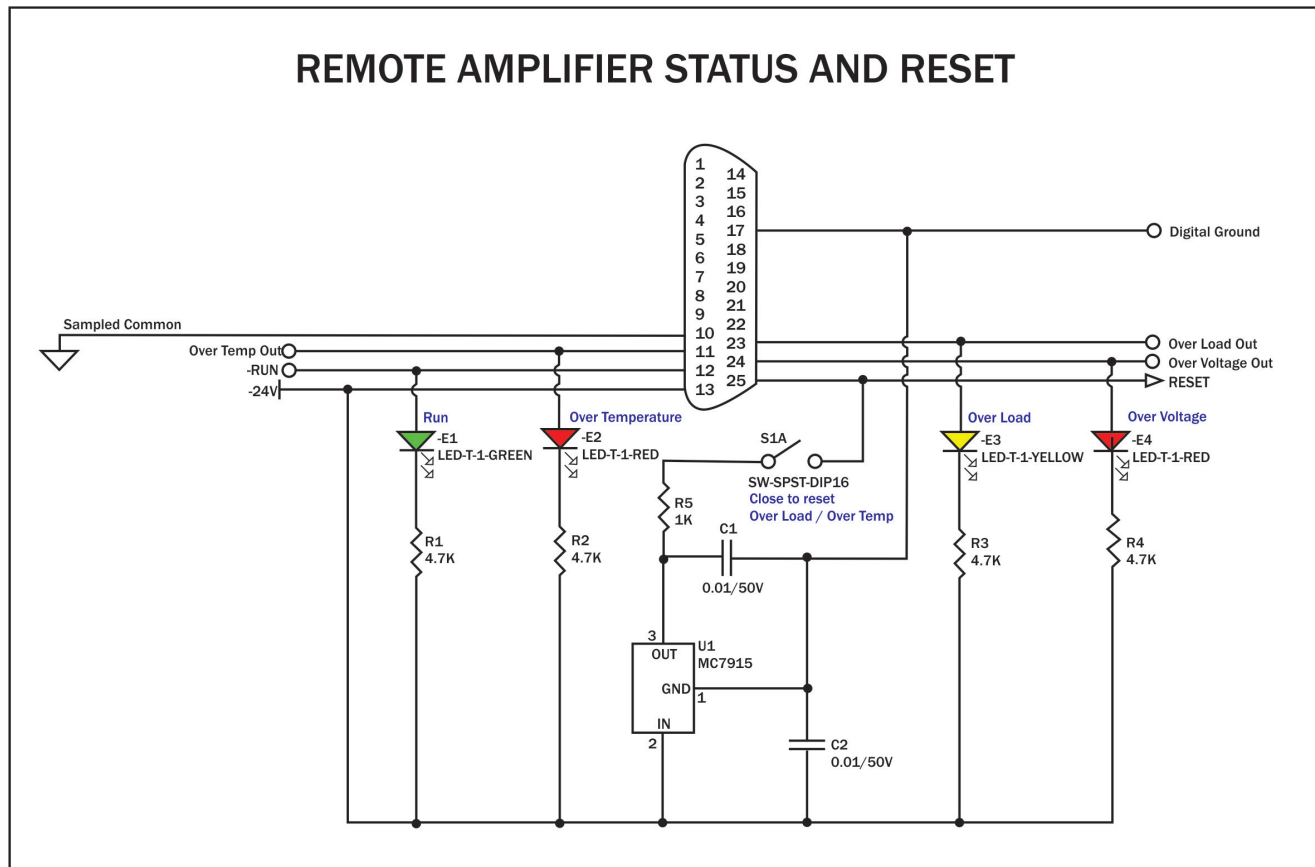 REMOTE AMPLIFIER STATUS AND RESET
1
2
3
4
5
6
7
8
9
10
11
12
13
14
15
16
17
18
19
20
21
22
23
24
25
Digital Ground
Sampled Common
Over Temp Out
-RUN
-24V
Over Load Out
Over Voltage Out
RESET
Run
-E1
LED-T-1-GREEN
Over Temperature
-E2
LED-T-1-RED
S1A
SW-SPST-DIP16
Close to reset
Over Load / Over Temp
Over Load
-E3
LED-T-1-YELLOW
Over Voltage
-E4
LED-T-1-RED
R1
4.7K
R2
4.7K
R5
1K
C1
0.01/50V
R3
4.7K
R4
4.7K
3
OUT
U1
MC7915
GND
1
IN
2
C2
0.01/50V